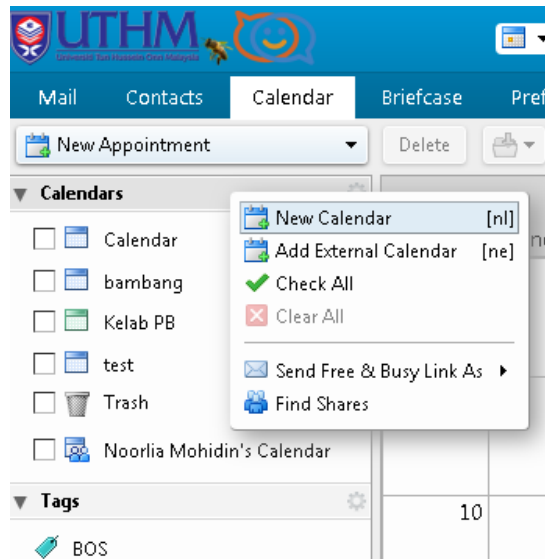 UTHM
Universiti Tun Hussein Onn Malaysia
Mail Contacts Calendar Briefcase Pref
New Appointment Delete
Calendars
New Calendar [nl]
Calendar
Add External Calendar [ne]
bambang
Check All
Kelab PB
Clear All
test
Send Free & Busy Link As
Trash
Find Shares
Noorlia Mohidin's Calendar
Tags
10
BOS